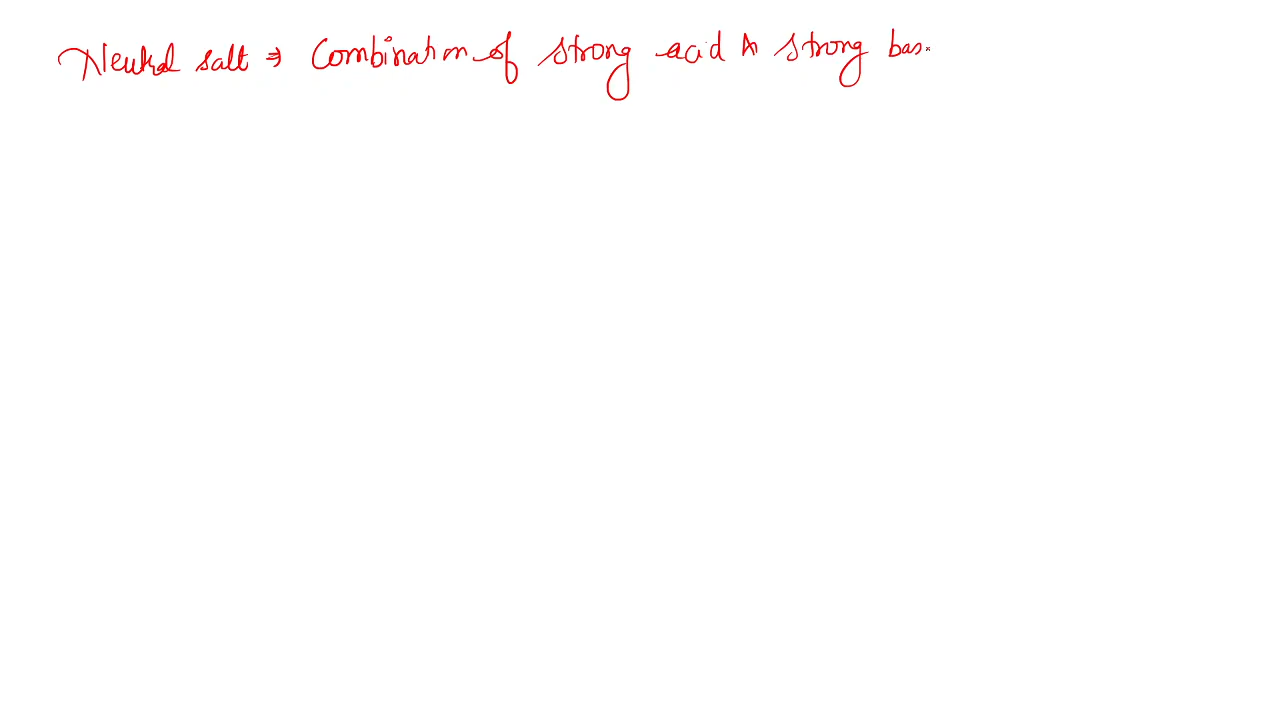 Neutral salt ⇒ Combination of strong acid & strong bas